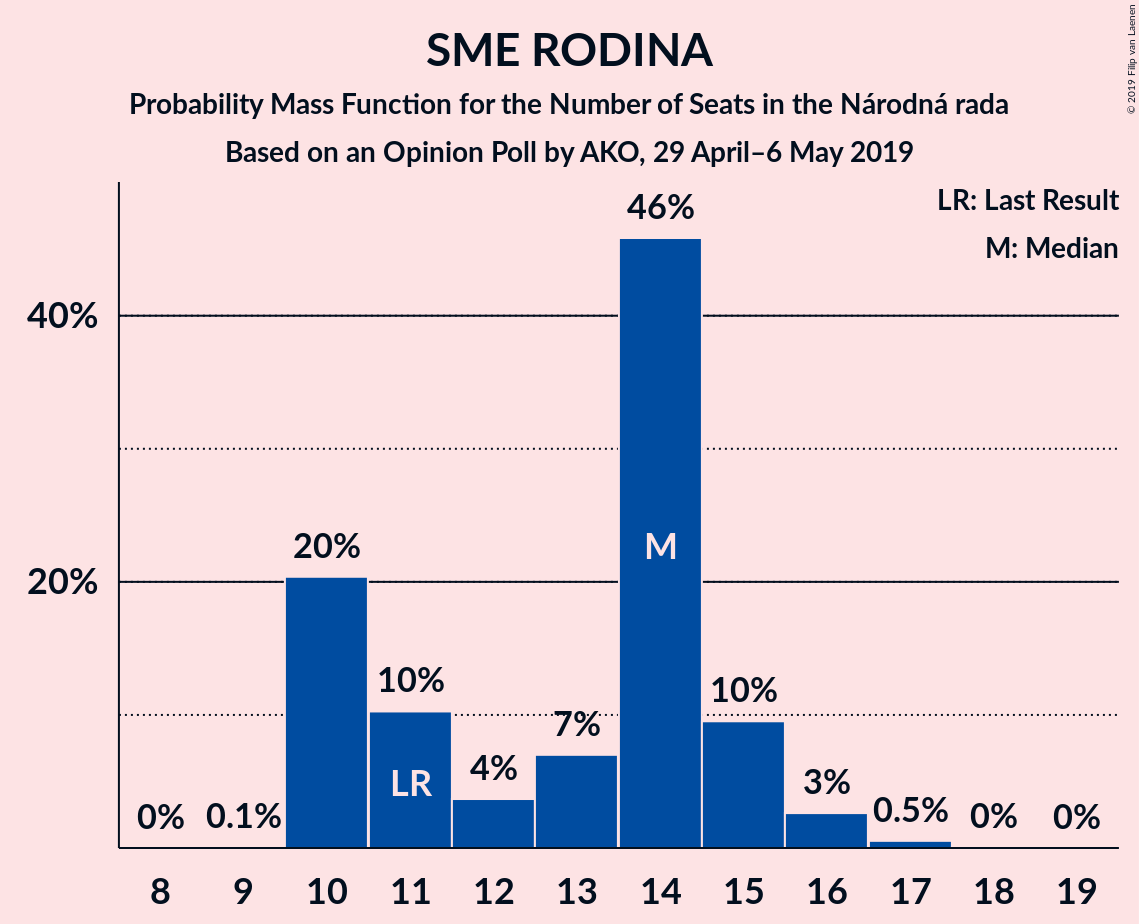 SME RODINA
Probability Mass Function for the Number of Seats in the Národná rada
Based on an Opinion Poll by AKO, 29 April–6 May 2019
© 2019 Filip van Laenen
LR: Last Result
M: Median
40%
20%
0%
0.1%
20%
10%
4%
7%
46%
10%
3%
0.5%
0%
0%
LR
M
8 9 10 11 12 13 14 15 16 17 18 19